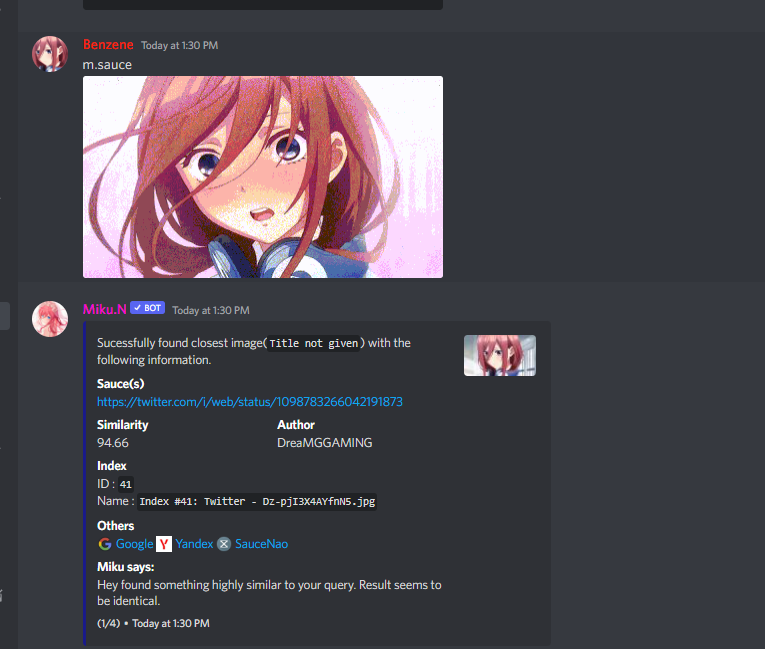 Benzene Today at 1:30 PM
m.sauce
Miku.N ✓ BOT Today at 1:30 PM
Sucessfully found closest image(Title not given) with the
following information.
Sauce(s)
https://twitter.com/i/web/status/1098783266042191873
Similarity Author
94.66 DreaMGGAMING
Index
ID : 41
Name : Index #41: Twitter - Dz-pjI3X4AYfnN5.jpg
Others
Google Yandex SauceNao
Miku says:
Hey found something highly similar to your query. Result seems to
be identical.
(1/4) • Today at 1:30 PM